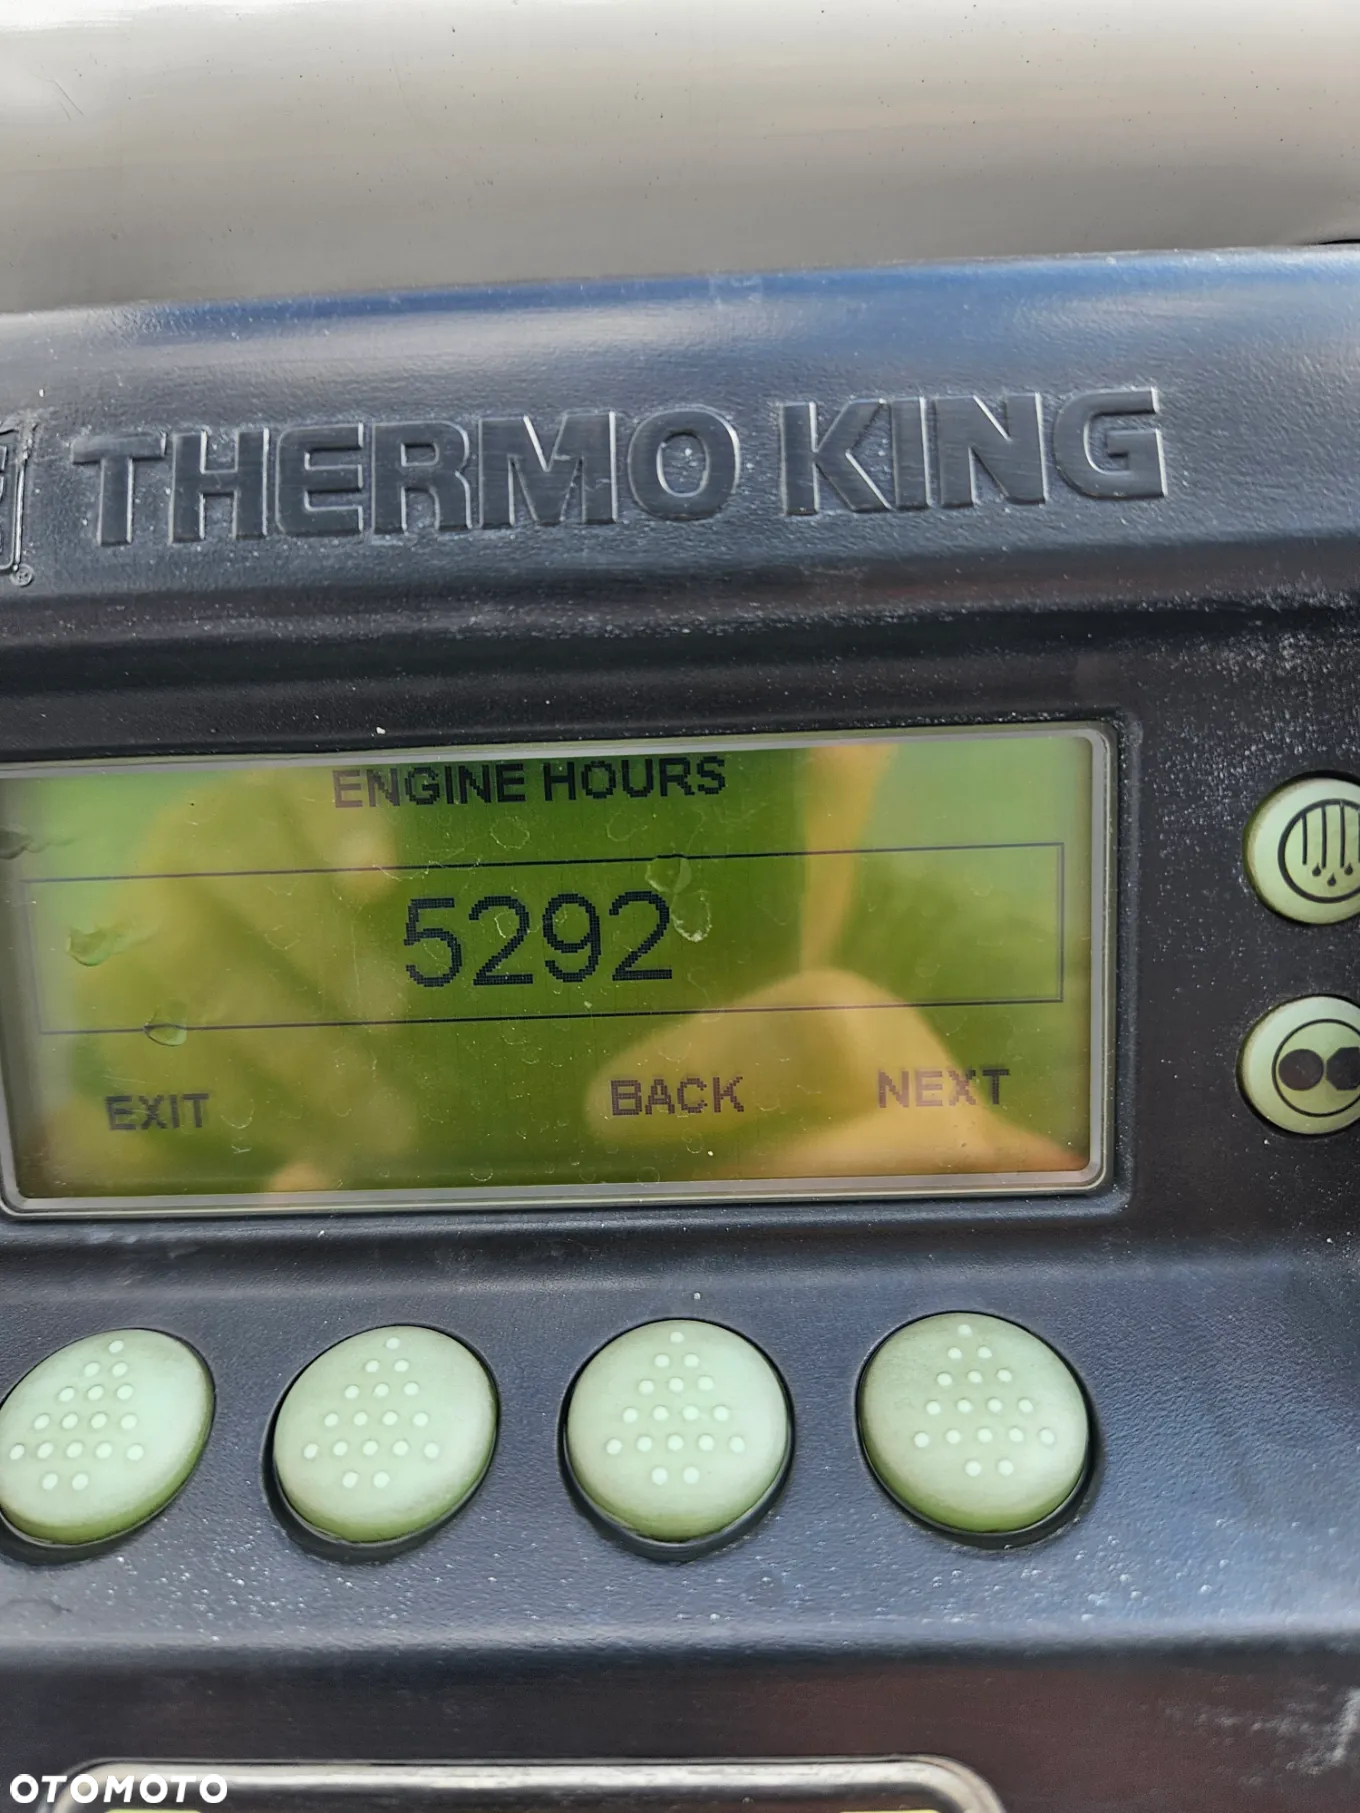 THERMO KING
®
ENGINE HOURS
5292
EXIT BACK NEXT
OTOMOTO